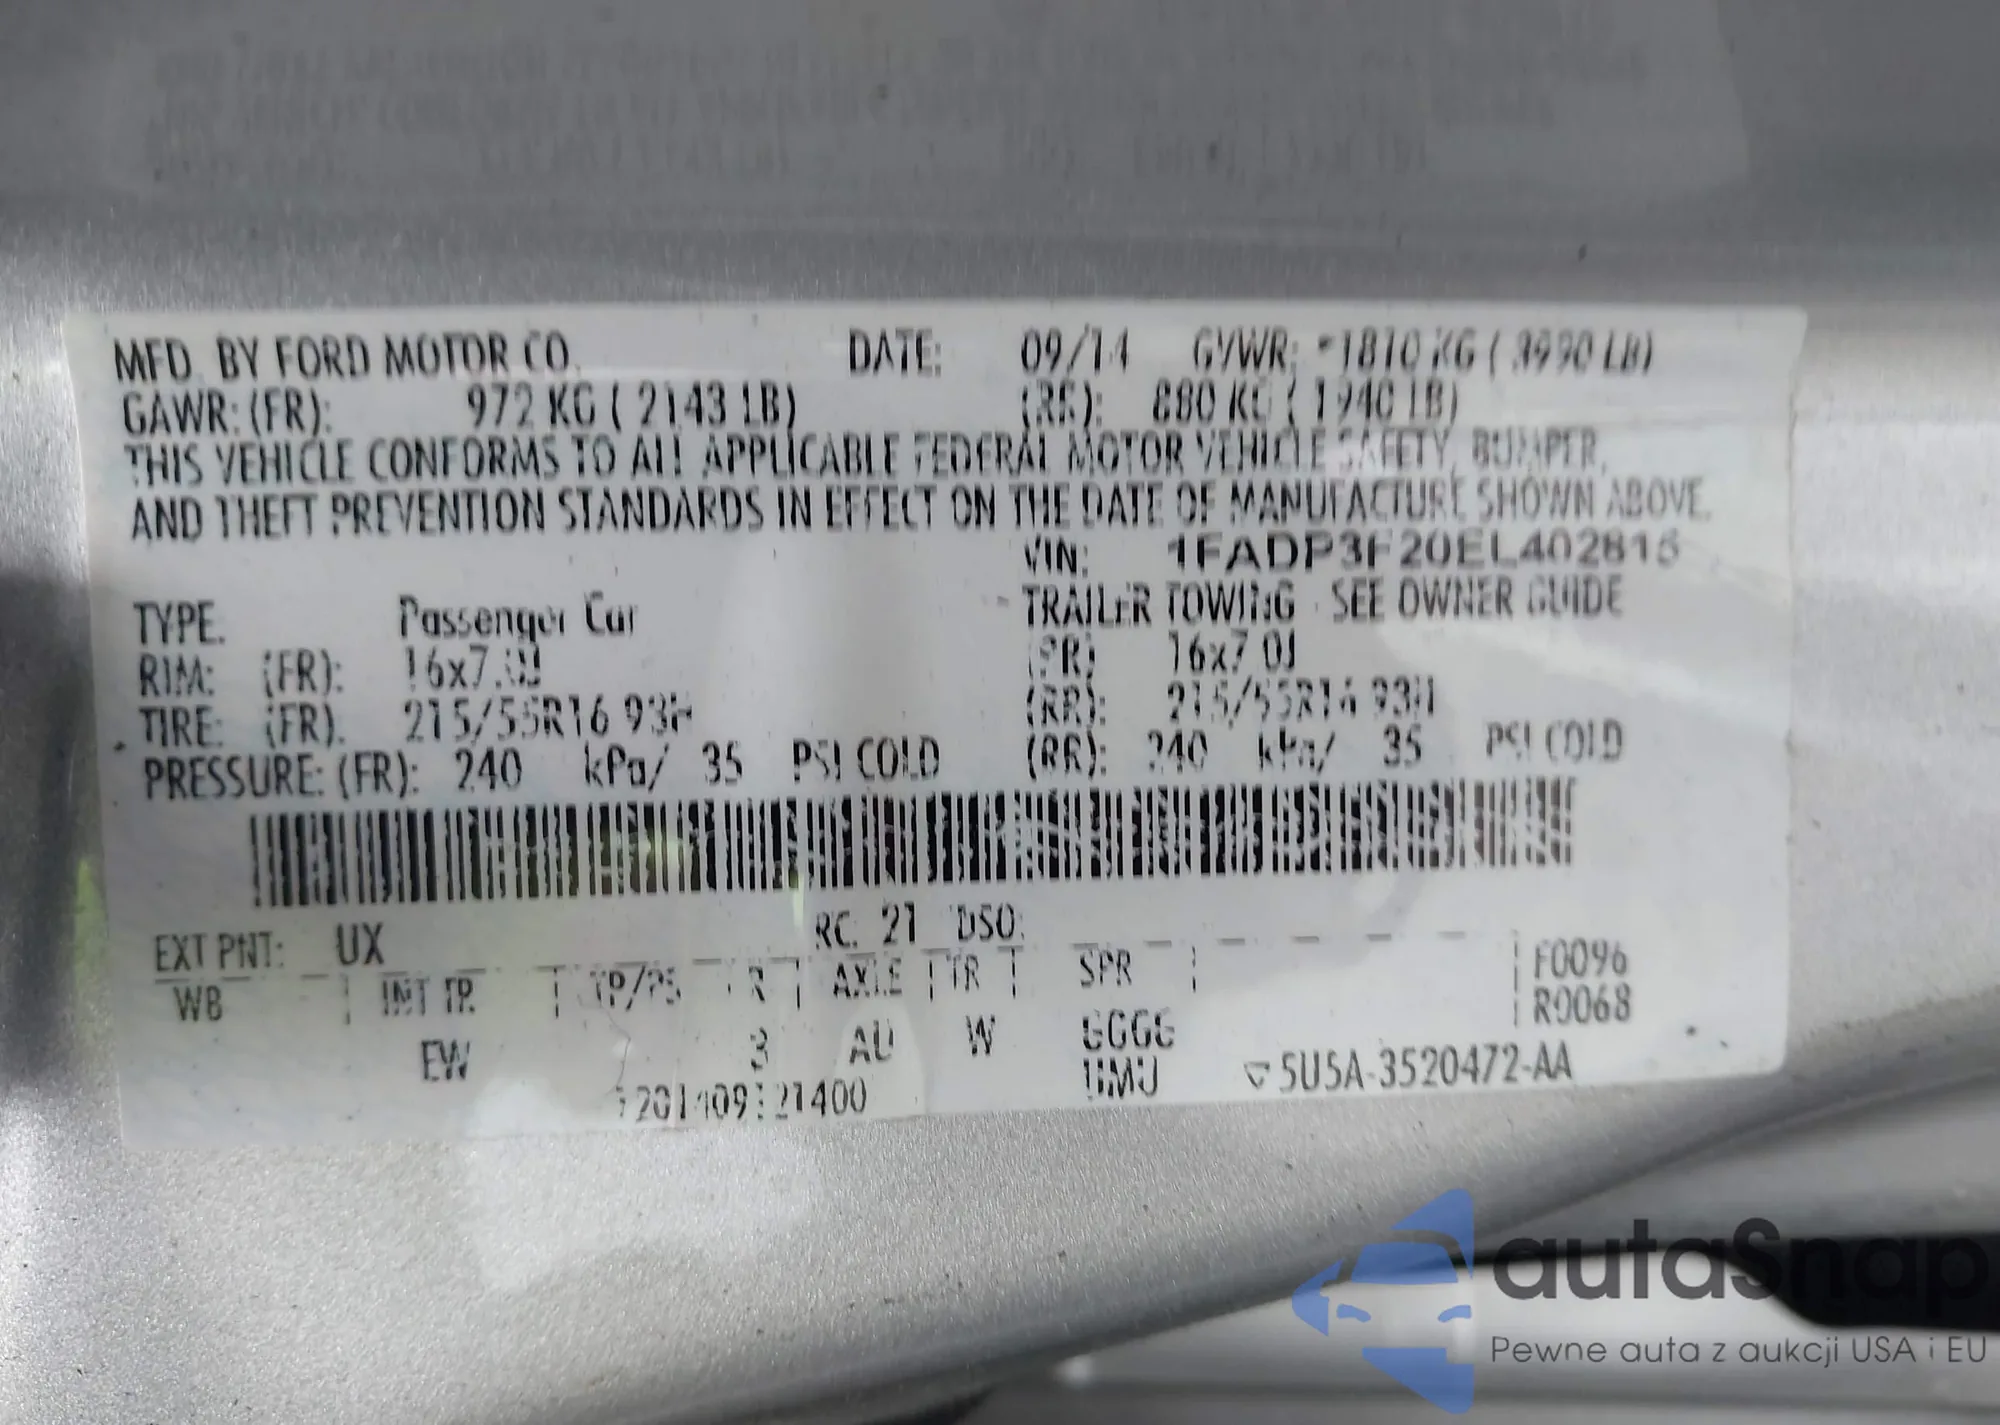 MFD. BY FORD MOTOR CO. DATE: 09/14 GVWR: *1810 KG ( 3990 LB)
GAWR: (FR): 972 KG ( 2143 LB) (RR): 880 KG ( 1940 LB)
THIS VEHICLE CONFORMS TO ALL APPLICABLE FEDERAL MOTOR VEHICLE SAFETY, BUMPER,
AND THEFT PREVENTION STANDARDS IN EFFECT ON THE DATE OF MANUFACTURE SHOWN ABOVE.
VIN: 1FADP3F20EL402815
TYPE: Passenger Car TRAILER TOWING - SEE OWNER GUIDE
RIM: (FR): 16x7.0J (RR) 16x7.0J
TIRE: (FR): 215/55R16 93H (RR): 215/55R16 93H
PRESSURE: (FR): 240 kPa/ 35 PSI COLD (RR): 240 kPa/ 35 PSI COLD
EXT PNT: UX RC: 21 DSO:
WB INT TR TP/PS R AXLE TR SPR F0096
R0068
EW 3 AU W GGGG
UMU 5U5A-3520472-AA
autaSnap
Pewne auta z aukcji USA i EU